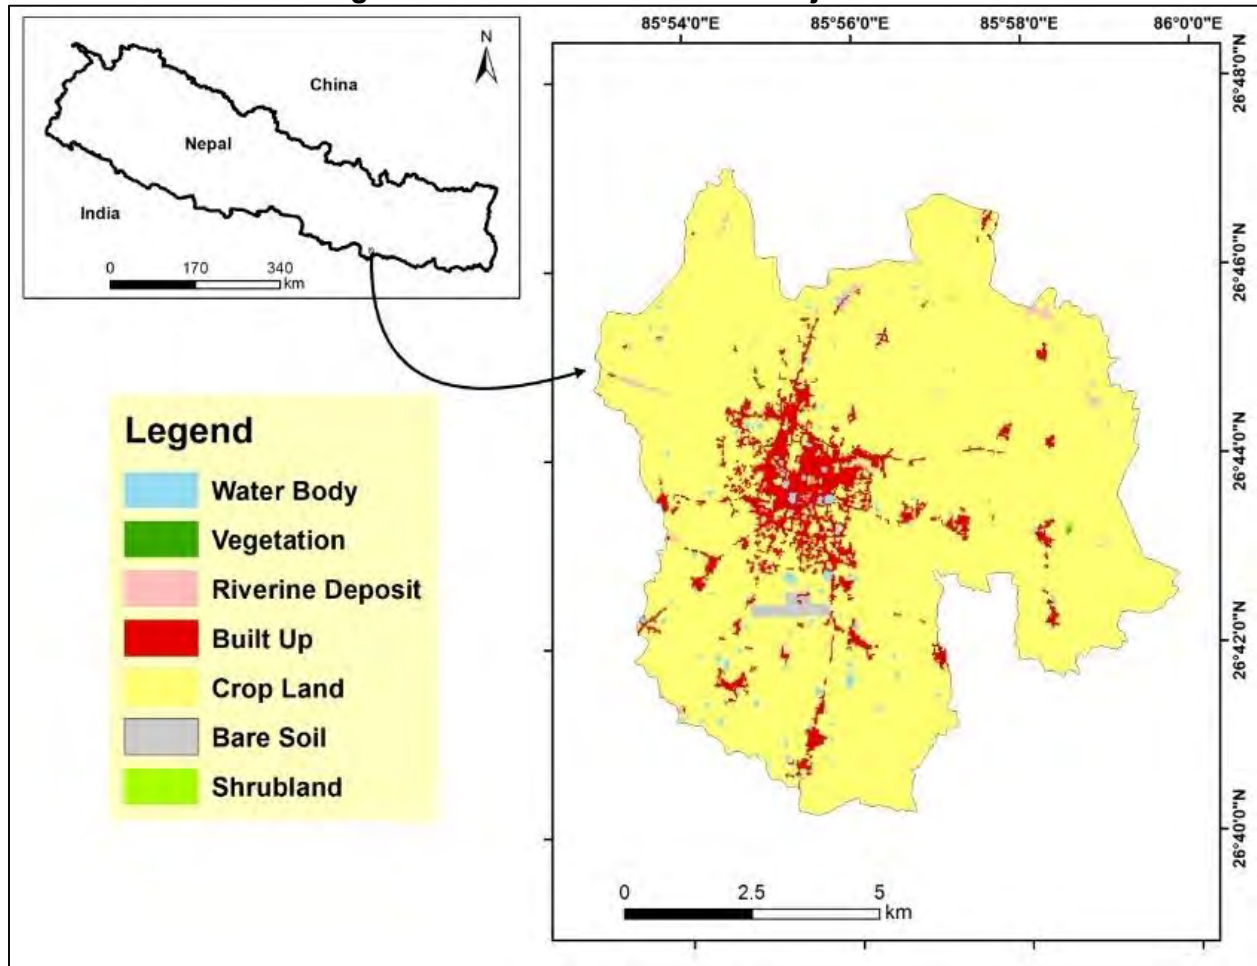 N
China
Nepal
India
0 170 340
km
Legend
Water Body
Vegetation
Riverine Deposit
Built Up
Crop Land
Bare Soil
Shrubland
85°54'0"E 85°56'0"E 85°58'0"E 86°0'0"E
26°48'0"N
26°46'0"N
26°44'0"N
26°42'0"N
26°40'0"N
0 2.5 5
km